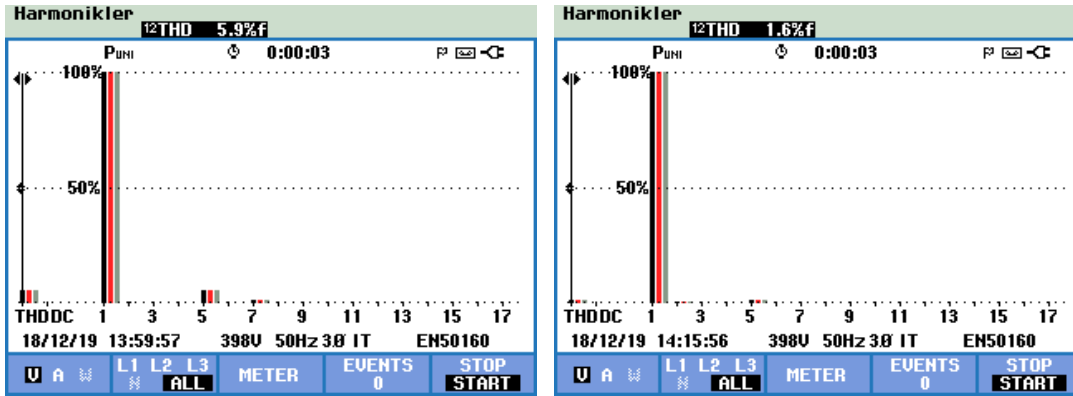 Harmonikler
12THD 5.9%f
PUNI 0:00:03 P
100%
50%
THD DC 1 3 5 7 9 11 13 15 17
18/12/19 13:59:57 398V 50Hz 3Ø IT EN50160
V A W L1 L2 L3 N ALL METER EVENTS 0 STOP START
Harmonikler
12THD 1.6%f
PUNI 0:00:03 P
100%
50%
THD DC 1 3 5 7 9 11 13 15 17
18/12/19 14:15:56 398V 50Hz 3Ø IT EN50160
V A W L1 L2 L3 N ALL METER EVENTS 0 STOP START